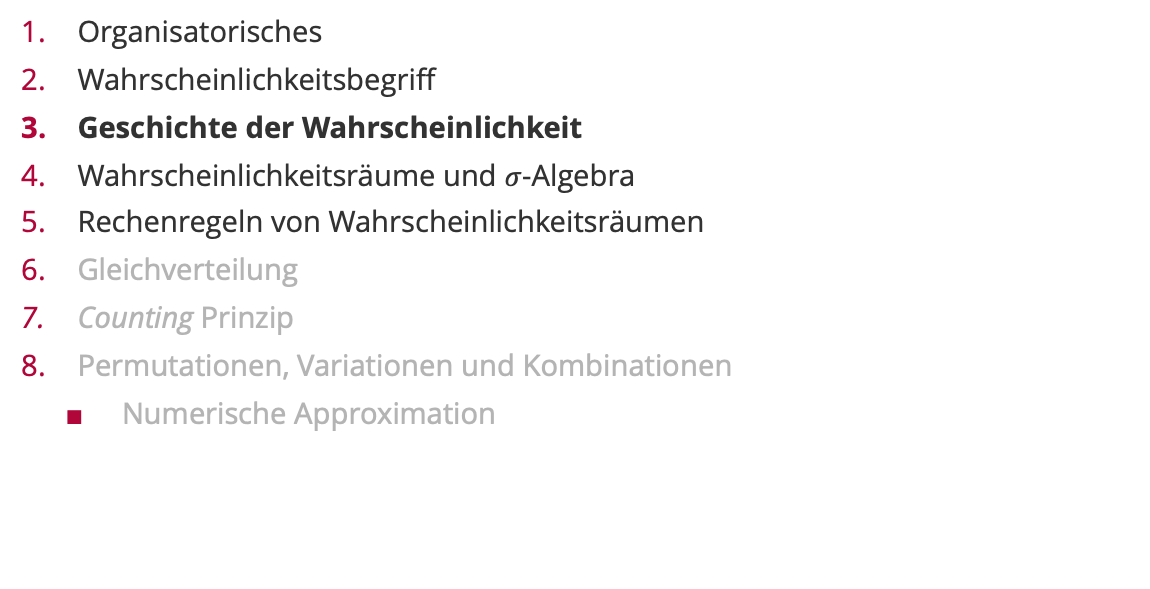 1. Organisatorisches
2. Wahrscheinlichkeitsbegriff
3. Geschichte der Wahrscheinlichkeit
4. Wahrscheinlichkeitsräume und σ-Algebra
5. Rechenregeln von Wahrscheinlichkeitsräumen
6. Gleichverteilung
7. Counting Prinzip
8. Permutationen, Variationen und Kombinationen
■ Numerische Approximation